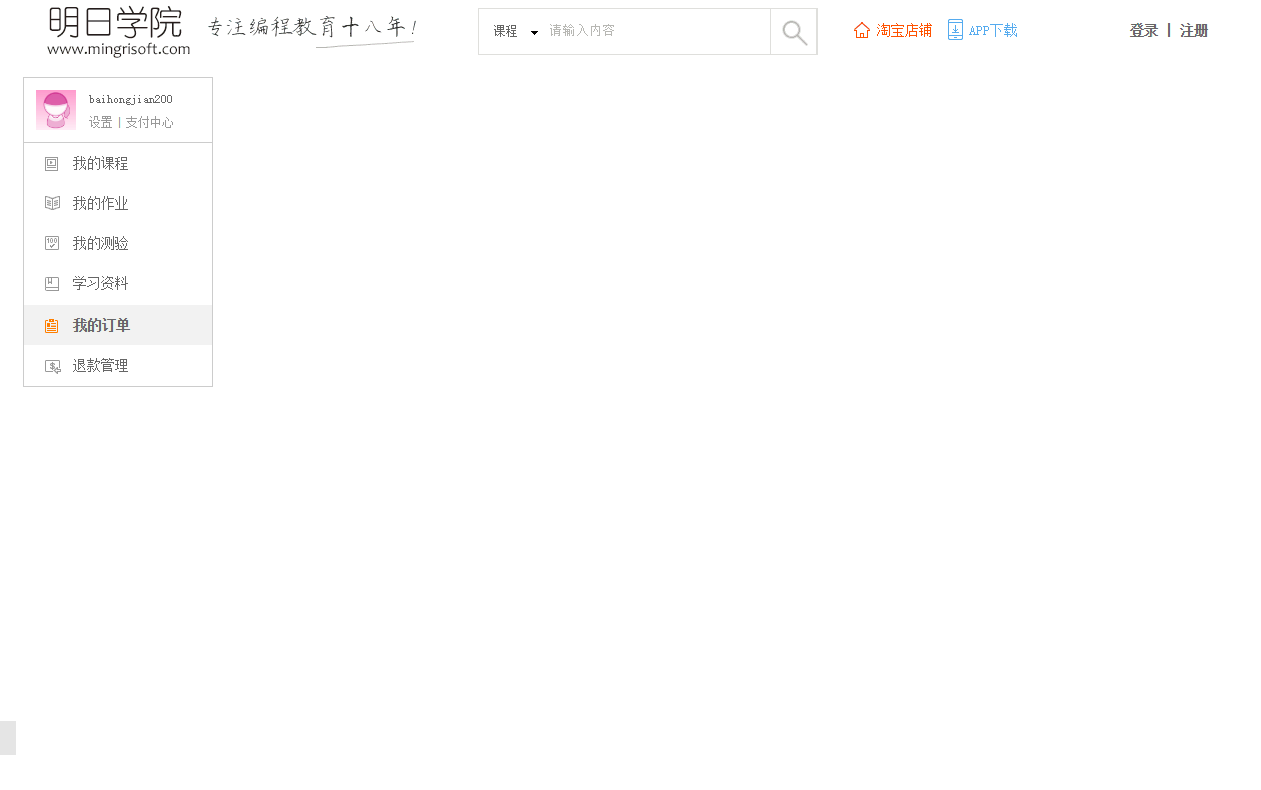 明日学院
www.mingrisoft.com
专注编程教育十八年!
课程 请输入内容
淘宝店铺 APP下载
登录 | 注册
baihongjian200
设置 | 支付中心
我的课程
我的作业
100
我的测验
学习资料
我的订单
退款管理